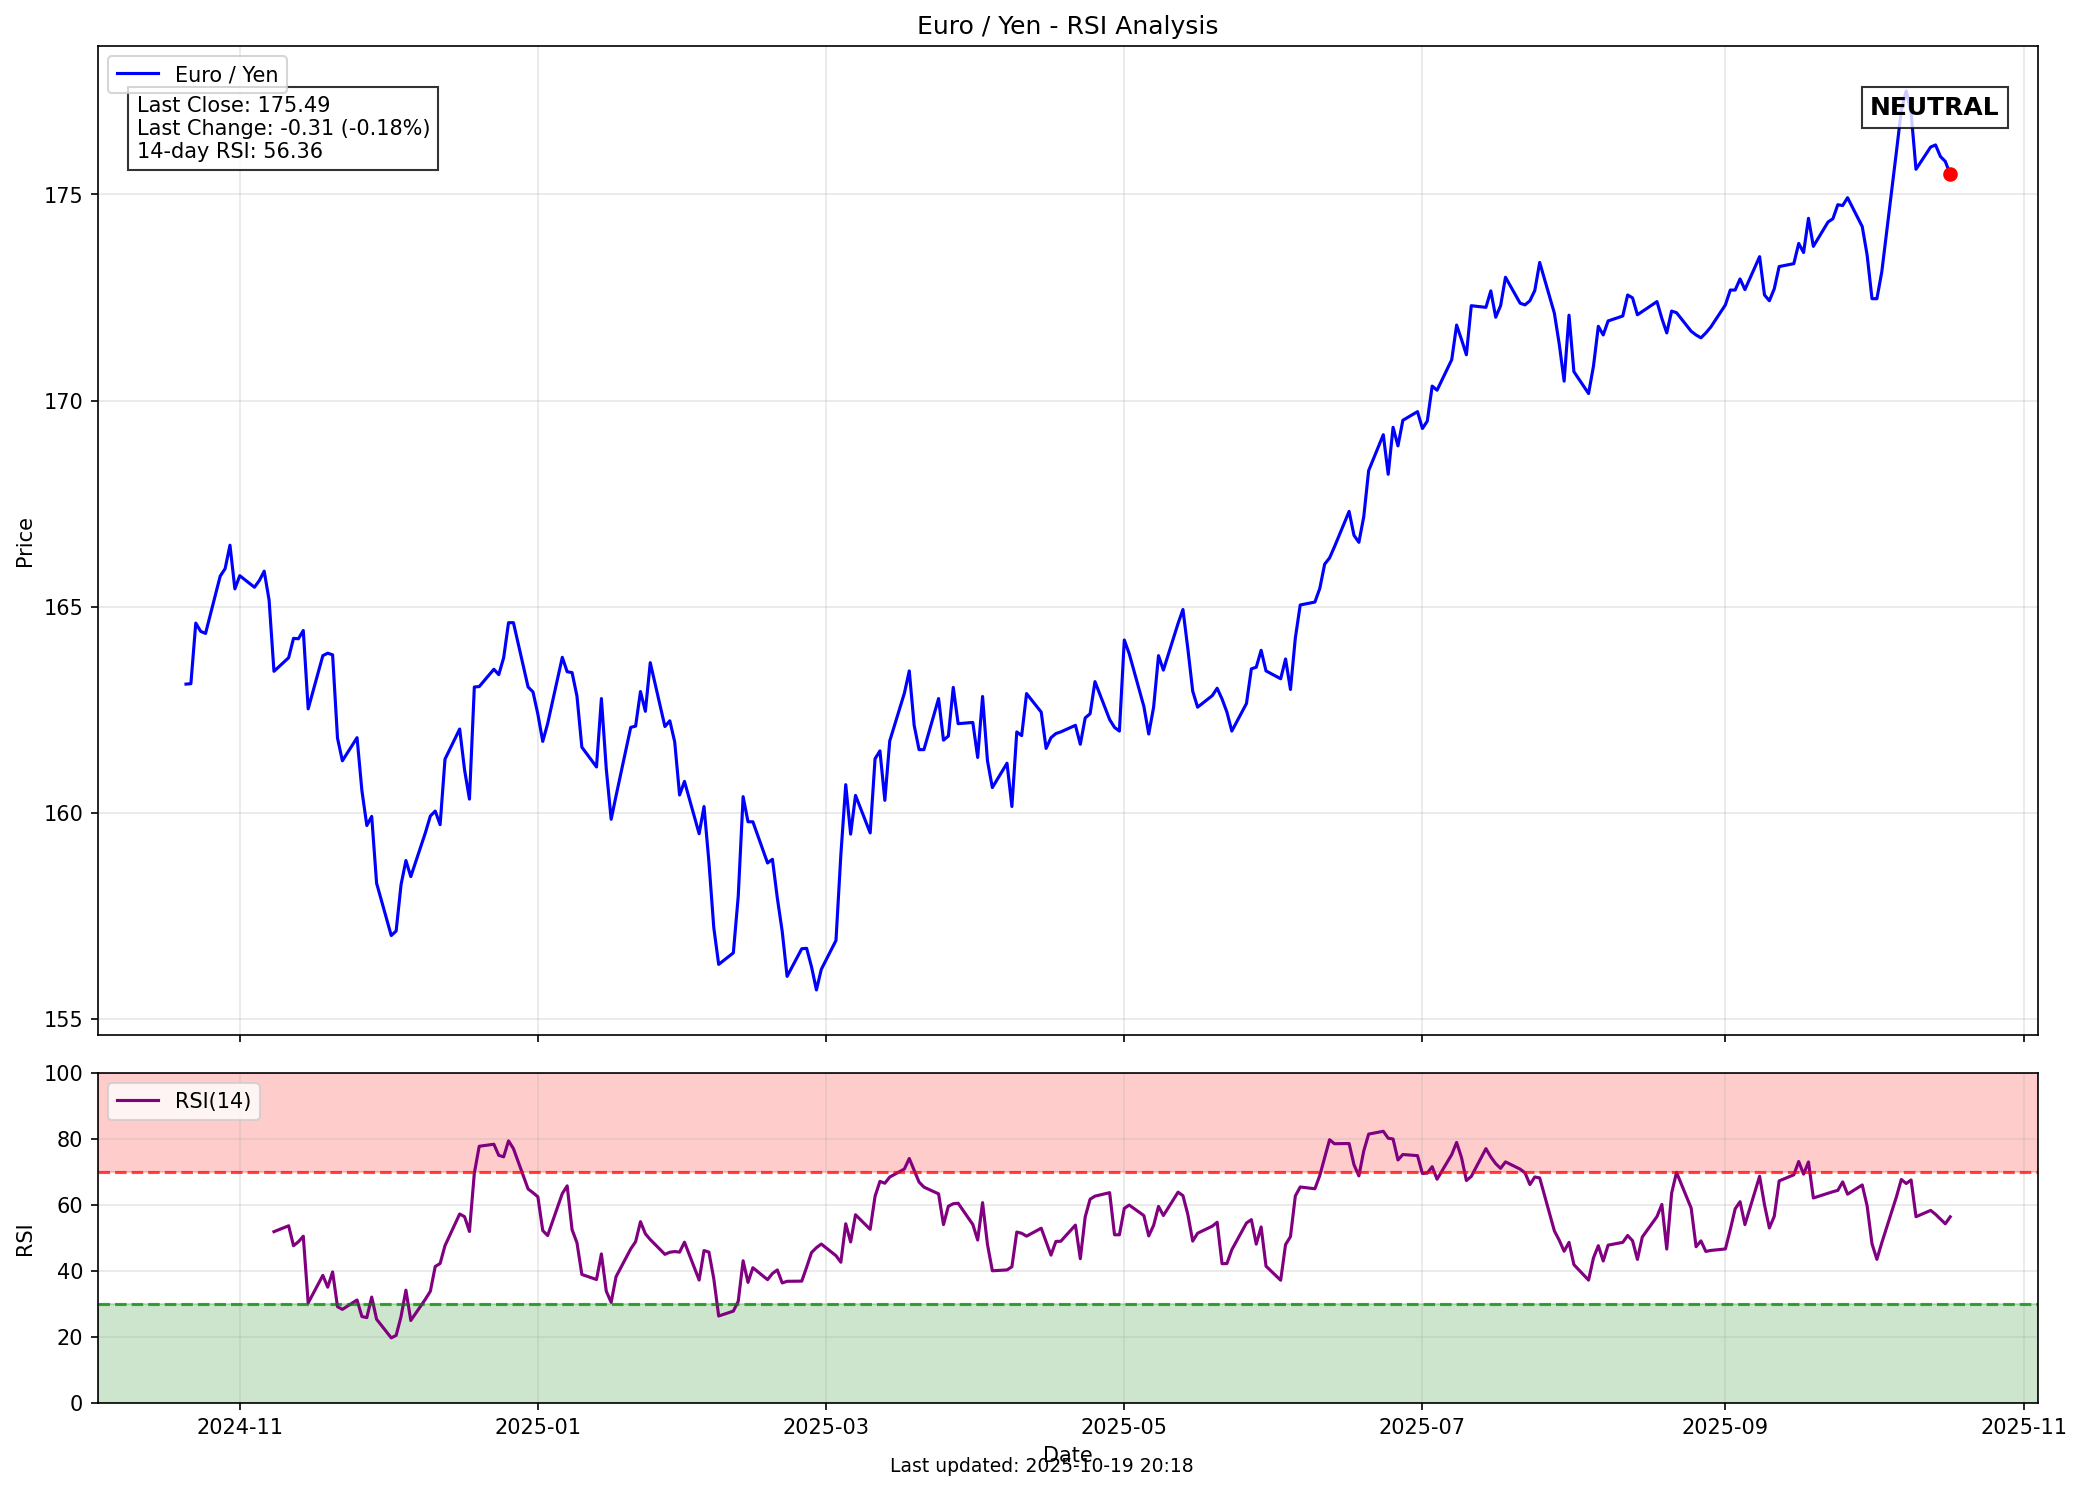 Euro / Yen - RSI Analysis
Euro / Yen
Last Close: 175.49
Last Change: -0.31 (-0.18%)
14-day RSI: 56.36
NEUTRAL
175
170
165
160
155
Price
RSI(14)
100
80
60
40
20
0
RSI
2024-11
2025-01
2025-03
2025-05
2025-07
2025-09
2025-11
Date
Last updated: 2025-10-19 20:18